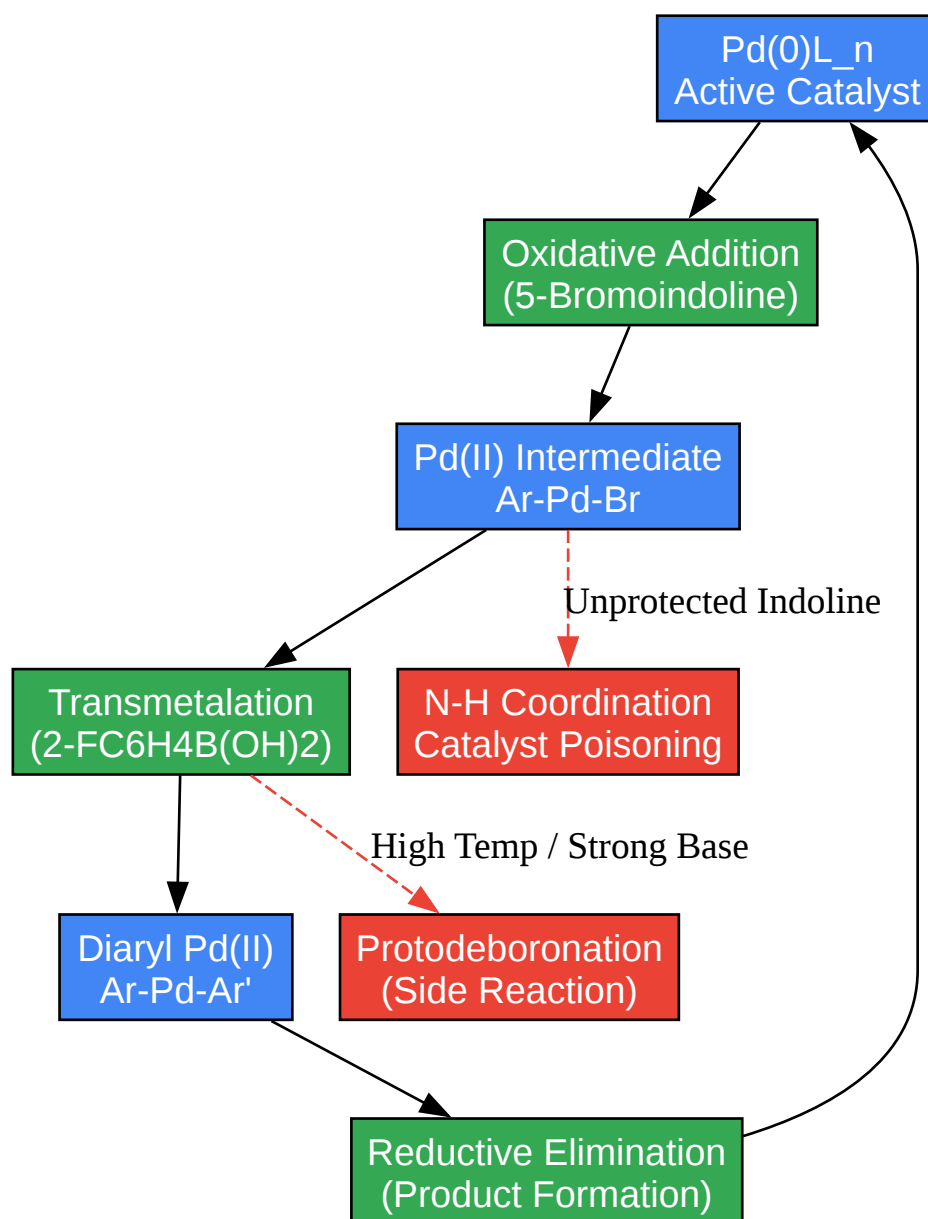 Pd(0)L_n
Active Catalyst
Oxidative Addition
(5-Bromoindoline)
Pd(II) Intermediate
Ar-Pd-Br
Unprotected Indoline
Transmetalation
(2-FC6H4B(OH)2)
N-H Coordination
Catalyst Poisoning
High Temp / Strong Base
Diaryl Pd(II)
Ar-Pd-Ar'
Protodeboronation
(Side Reaction)
Reductive Elimination
(Product Formation)